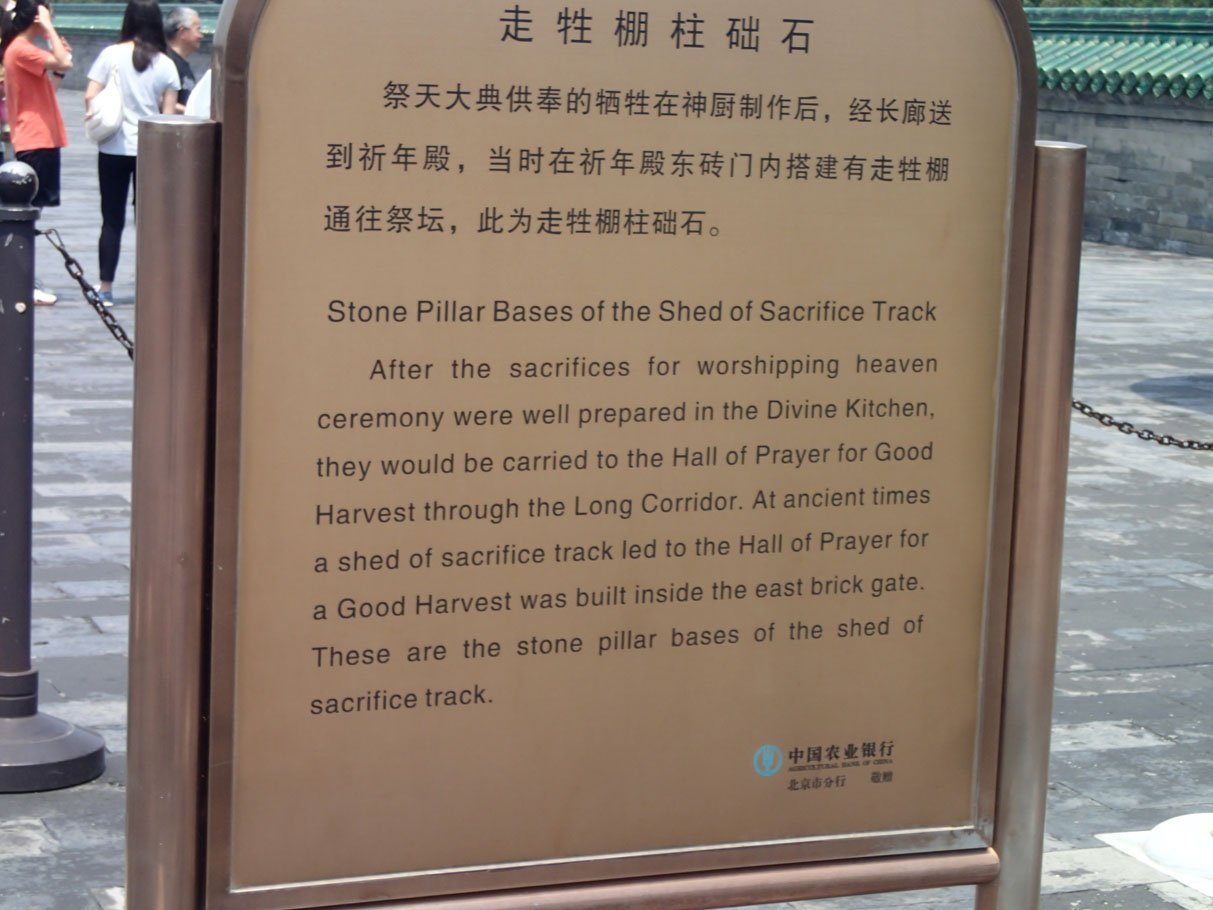 走牲棚柱础石
祭天大典供奉的牺牲在神厨制作后，经长廊送
到祈年殿，当时在祈年殿东砖门内搭建有走牲棚
通往祭坛，此为走牲棚柱础石。
Stone Pillar Bases of the Shed of Sacrifice Track
After the sacrifices for worshipping heaven
ceremony were well prepared in the Divine Kitchen,
they would be carried to the Hall of Prayer for Good
Harvest through the Long Corridor. At ancient times
a shed of sacrifice track led to the Hall of Prayer for
a Good Harvest was built inside the east brick gate.
These are the stone pillar bases of the shed of
sacrifice track.
中国农业银行
AGRICULTURAL BANK OF CHINA
北京市分行 敬赠